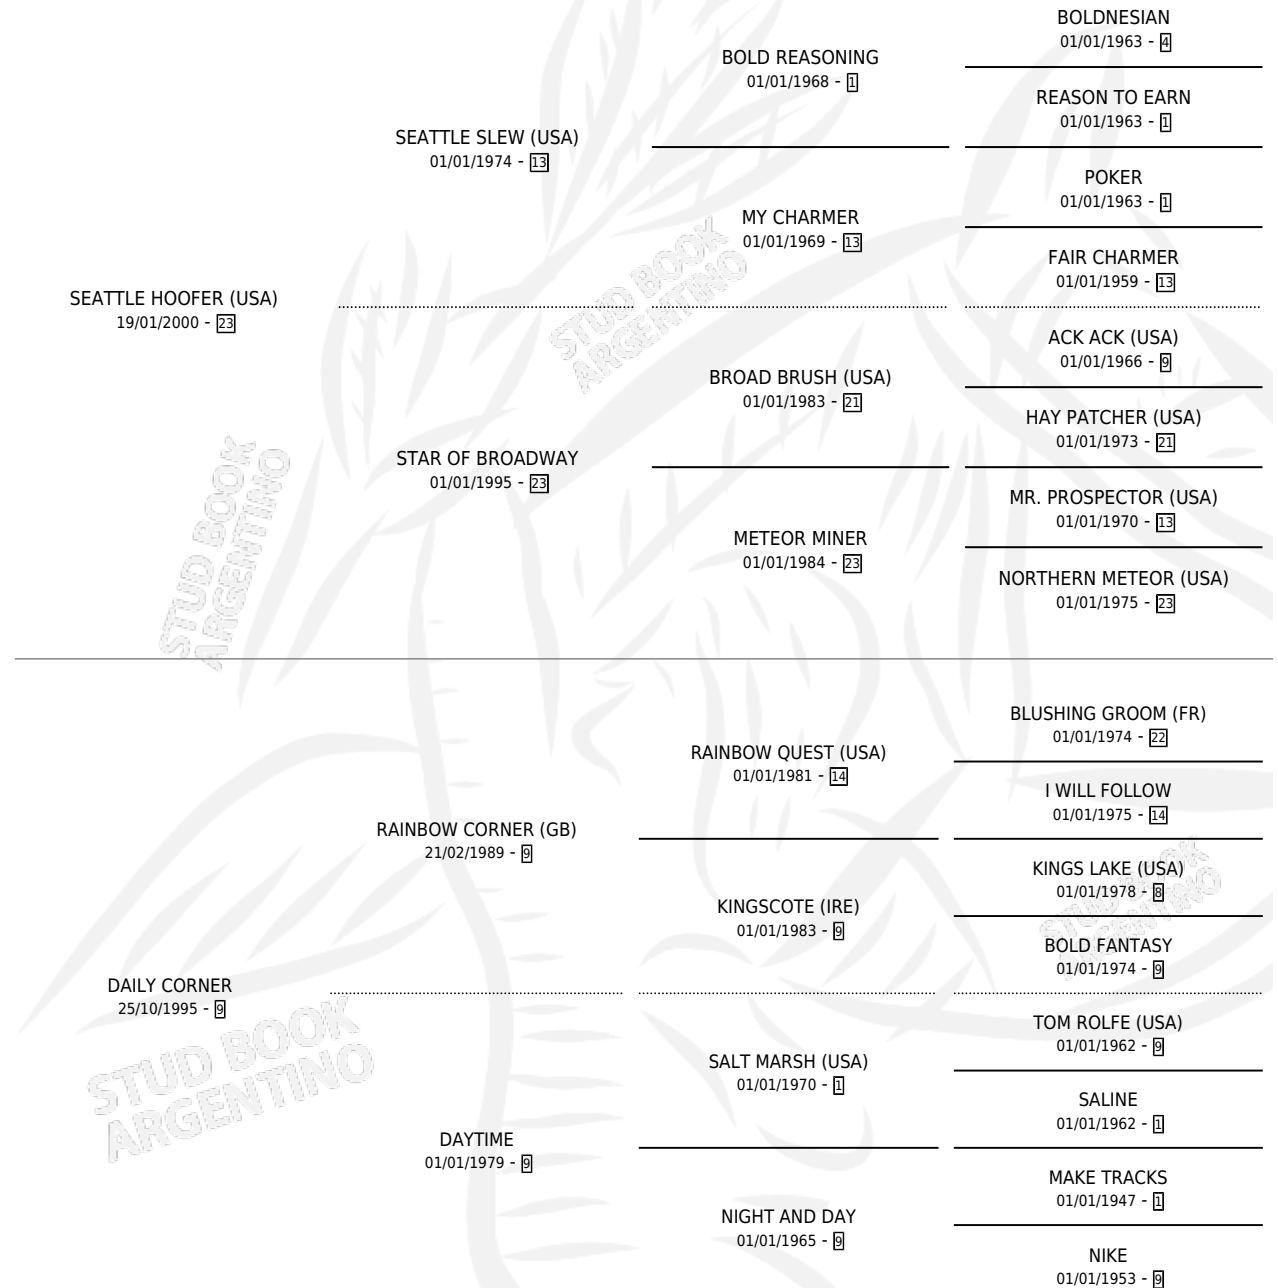 BOLDNESIAN
01/01/1963 - 4
BOLD REASONING
01/01/1968 - 1
REASON TO EARN
01/01/1963 - 1
SEATTLE SLEW (USA)
01/01/1974 - 13
POKER
01/01/1963 - 1
MY CHARMER
01/01/1969 - 13
FAIR CHARMER
01/01/1959 - 13
SEATTLE HOOFER (USA)
19/01/2000 - 23
ACK ACK (USA)
01/01/1966 - 9
BROAD BRUSH (USA)
01/01/1983 - 21
HAY PATCHER (USA)
01/01/1973 - 21
STAR OF BROADWAY
01/01/1995 - 23
MR. PROSPECTOR (USA)
01/01/1970 - 13
METEOR MINER
01/01/1984 - 23
NORTHERN METEOR (USA)
01/01/1975 - 23
BLUSHING GROOM (FR)
01/01/1974 - 22
RAINBOW QUEST (USA)
01/01/1981 - 14
I WILL FOLLOW
01/01/1975 - 14
RAINBOW CORNER (GB)
21/02/1989 - 9
KINGS LAKE (USA)
01/01/1978 - 8
KINGSCOTE (IRE)
01/01/1983 - 9
BOLD FANTASY
01/01/1974 - 9
DAILY CORNER
25/10/1995 - 9
TOM ROLFE (USA)
01/01/1962 - 9
SALT MARSH (USA)
01/01/1970 - 1
SALINE
01/01/1962 - 1
DAYTIME
01/01/1979 - 9
MAKE TRACKS
01/01/1947 - 1
NIGHT AND DAY
01/01/1965 - 9
NIKE
01/01/1953 - 9
STUD BOOK
ARGENTINO
STUD BOOK
ARGENTINO
STUD BOOK
ARGENTINO
STUD BOOK
ARGENTINO